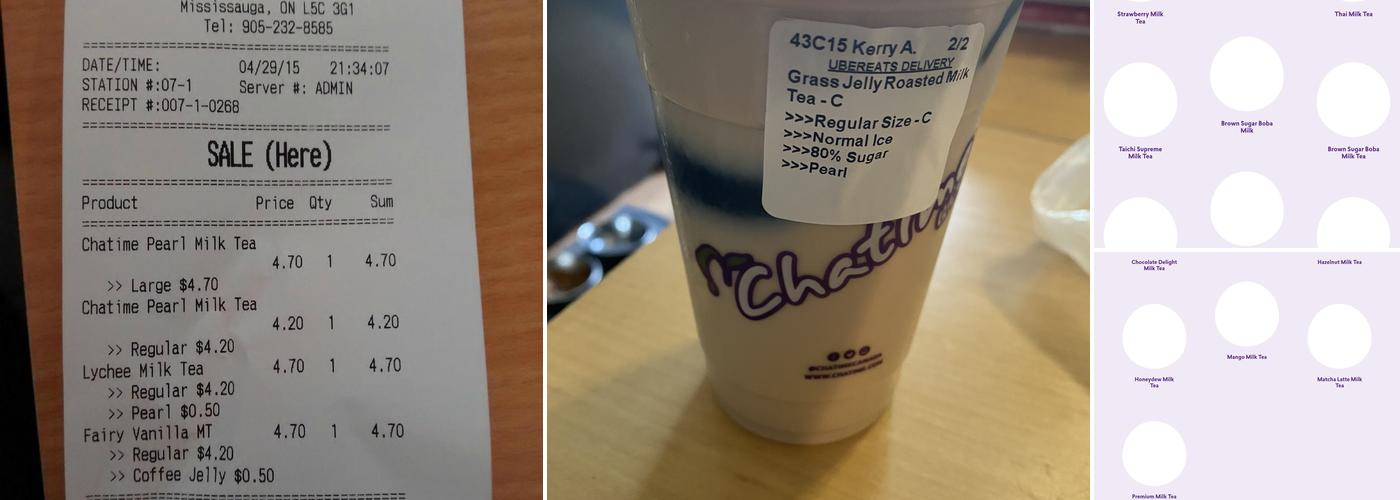 Mississauga, ON L5C 3G1
Tel: 905-232-8585
DATE/TIME: 04/29/15 21:34:07
STATION #:07-1 Server #: ADMIN
RECEIPT #:007-1-0268
SALE (Here)
Product Price Qty Sum
Chatime Pearl Milk Tea
4.70 1 4.70
>> Large $4.70
Chatime Pearl Milk Tea
4.20 1 4.20
>> Regular $4.20
Lychee Milk Tea 4.70 1 4.70
>> Regular $4.20
>> Pearl $0.50
Fairy Vanilla MT 4.70 1 4.70
>> Regular $4.20
>> Coffee Jelly $0.50
43C15 Kerry A. 2/2
UBEREATS DELIVERY
Grass Jelly Roasted Milk
Tea - C
>>>Regular Size - C
>>>Normal Ice
>>>80% Sugar
>>>Pearl
Chatime
@CHATIMECANADA
WWW.CHATIME.COM
Strawberry Milk
Tea
Thai Milk Tea
Brown Sugar Boba
Milk
Taichi Supreme
Milk Tea
Brown Sugar Boba
Milk Tea
Chocolate Delight
Milk Tea
Hazelnut Milk Tea
Mango Milk Tea
Honeydew Milk
Tea
Matcha Latte Milk
Tea
Premium Milk Tea